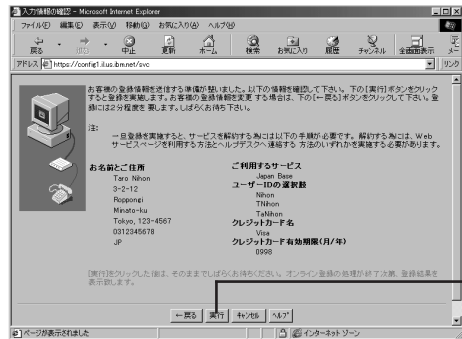 入力情報の確認 - Microsoft Internet Explorer
ファイル(F) 編集(E) 表示(V) 移動(G) お気に入り(A) ヘルプ(H)
戻る 中止 更新 ホーム 検索 お気に入り 履歴 チャンネル 全画面表示 メー
アドレス https://config1.il.us.ibm.net/svc リンク
お客様の登録情報を送信する準備が整いました。以下の情報を確認して下さい。下の[実行]ボタンをクリック
すると登録を実施します。お客様の登録情報を変更する場合は、下の[←戻る]ボタンをクリックして下さい。登
録には2分程度を要します。しばらくお待ち下さい。
注:
一旦登録を実施すると、サービスを解約する為には以下の手順が必要です。解約する為には、Web
サービスページを利用する方法とヘルプデスクへ連絡する方法のいずれかを実施する必要があります。
お名前とご住所
Taro Nihon
3-2-12
Roppongi
Minato-ku
Tokyo, 123-4567
0312345678
JP
ご利用するサービス
Japan Base
ユーザーIDの選択肢
Nihon
TNihon
TaNihon
クレジットカード名
Visa
クレジットカード有効期限(月/年)
0998
[実行]をクリックした後は、そのままでしばらくお待ちください。オンライン登録の処理が終了次第、登録結果を
表示致します。
←戻る 実行 キャンセル ヘルプ
ページが表示されました インターネット ゾーン